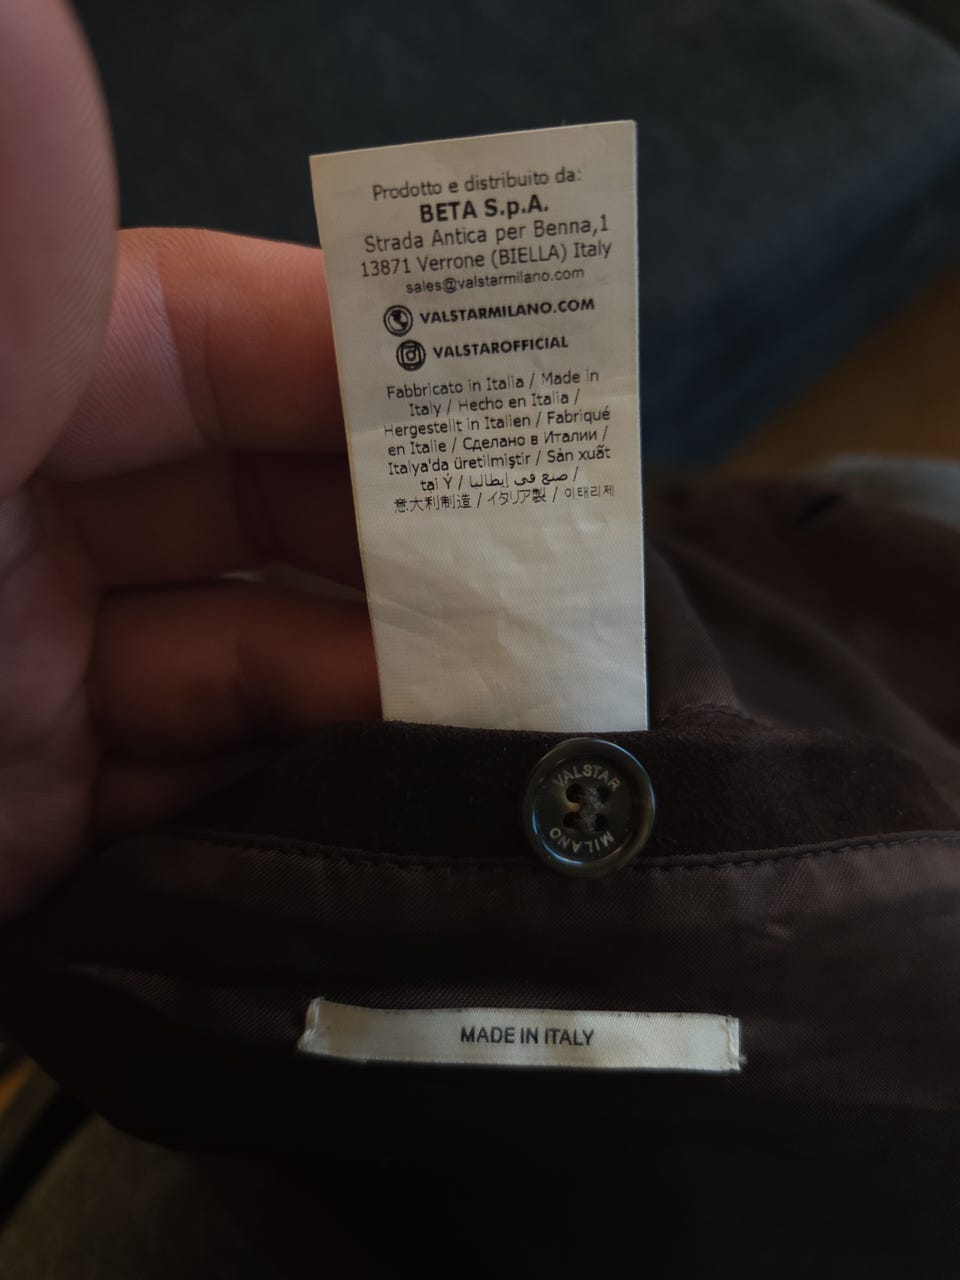 Prodotto e distribuito da:
BETA S.p.A.
Strada Antica per Benna,1
13871 Verrone (BIELLA) Italy
sales@valstarmilano.com
VALSTARMILANO.COM
VALSTAROFFICIAL
Fabbricato in Italia / Made in
Italy / Hecho en Italia /
Hergestellt in Italien / Fabriqué
en Italie / Сделано в Италии /
Italya'da üretilmiştir / Sản xuất
tai Ý / صنع في إيطاليا /
意大利制造 / イタリア製 / 이태리제
VALSTAR
MILANO
MADE IN ITALY